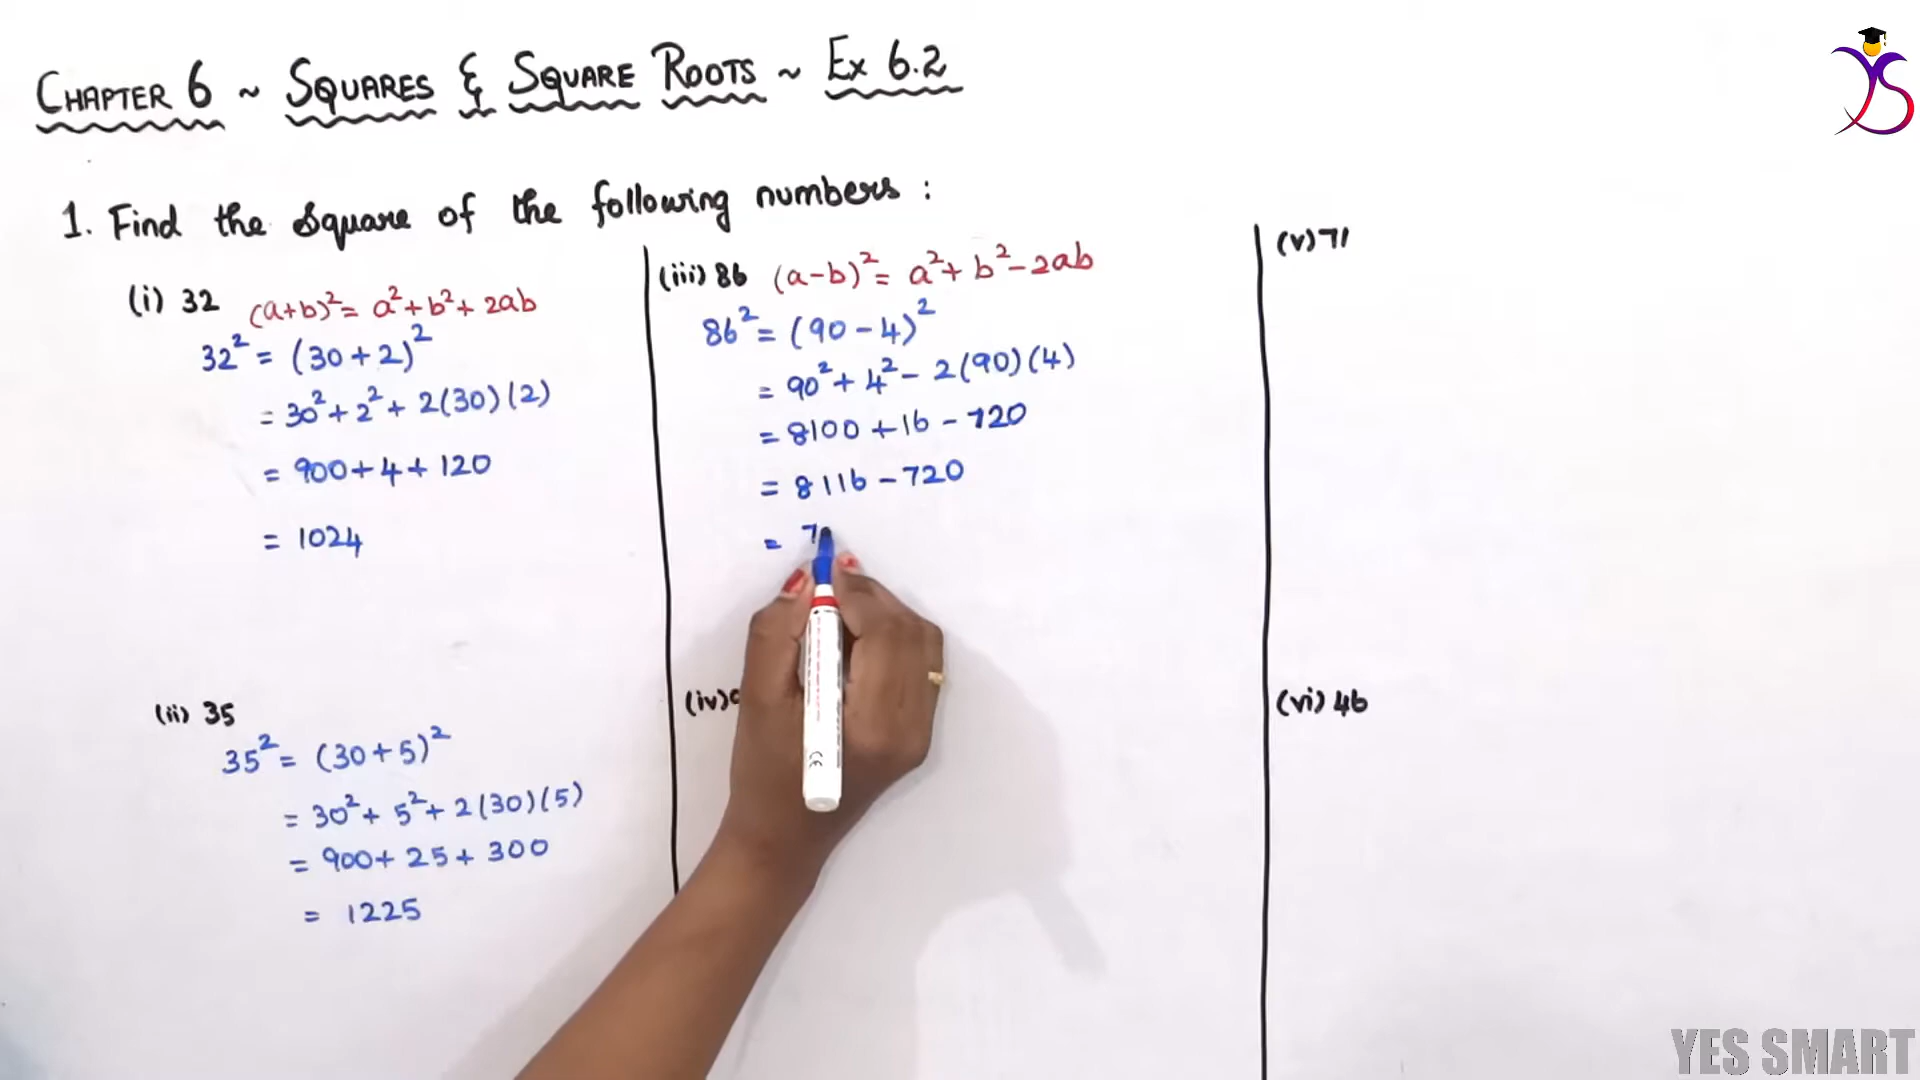 CHAPTER 6 ~ SQUARES & SQUARE ROOTS ~ Ex 6.2
1. Find the square of the following numbers :
(i) 32 (a+b)² = a² + b² + 2ab
32² = (30 + 2)²
= 30² + 2² + 2(30)(2)
= 900 + 4 + 120
= 1024
(ii) 35
35² = (30 + 5)²
= 30² + 5² + 2(30)(5)
= 900 + 25 + 300
= 1225
(iii) 86 (a-b)² = a² + b² - 2ab
86² = (90 - 4)²
= 90² + 4² - 2(90)(4)
= 8100 + 16 - 720
= 8116 - 720
= 7
(iv)
(v) 71
(vi) 46
YES SMART